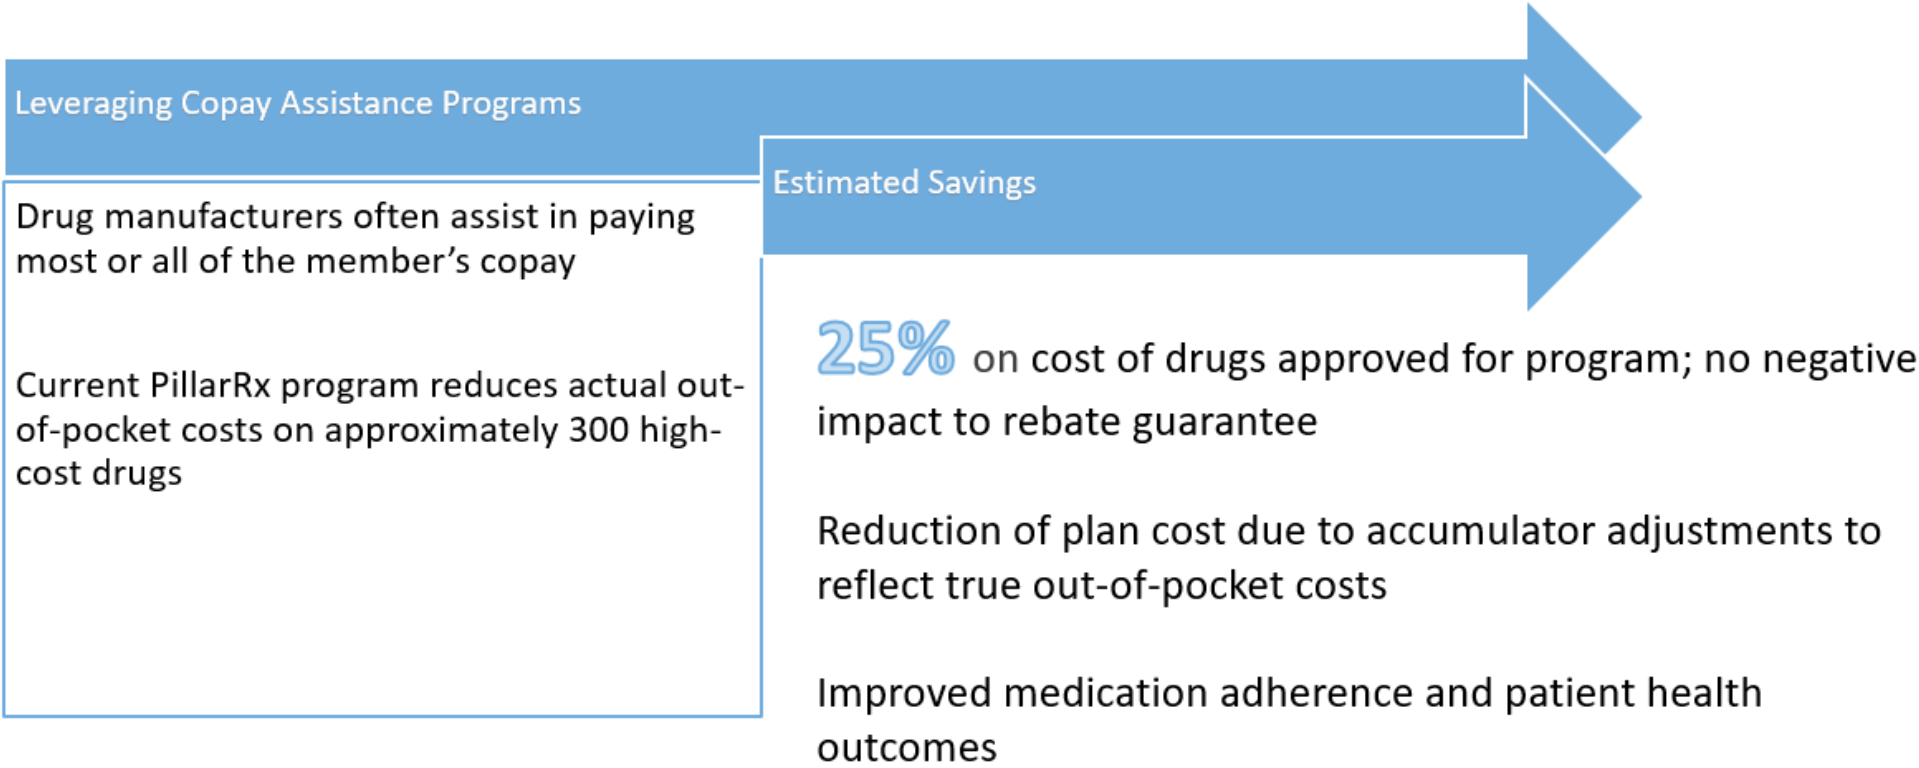 Leveraging Copay Assistance Programs
Drug manufacturers often assist in paying
most or all of the member’s copay
Current PillarRx program reduces actual out-
of-pocket costs on approximately 300 high-
cost drugs
Estimated Savings
25% on cost of drugs approved for program; no negative
impact to rebate guarantee
Reduction of plan cost due to accumulator adjustments to
reflect true out-of-pocket costs
Improved medication adherence and patient health
outcomes